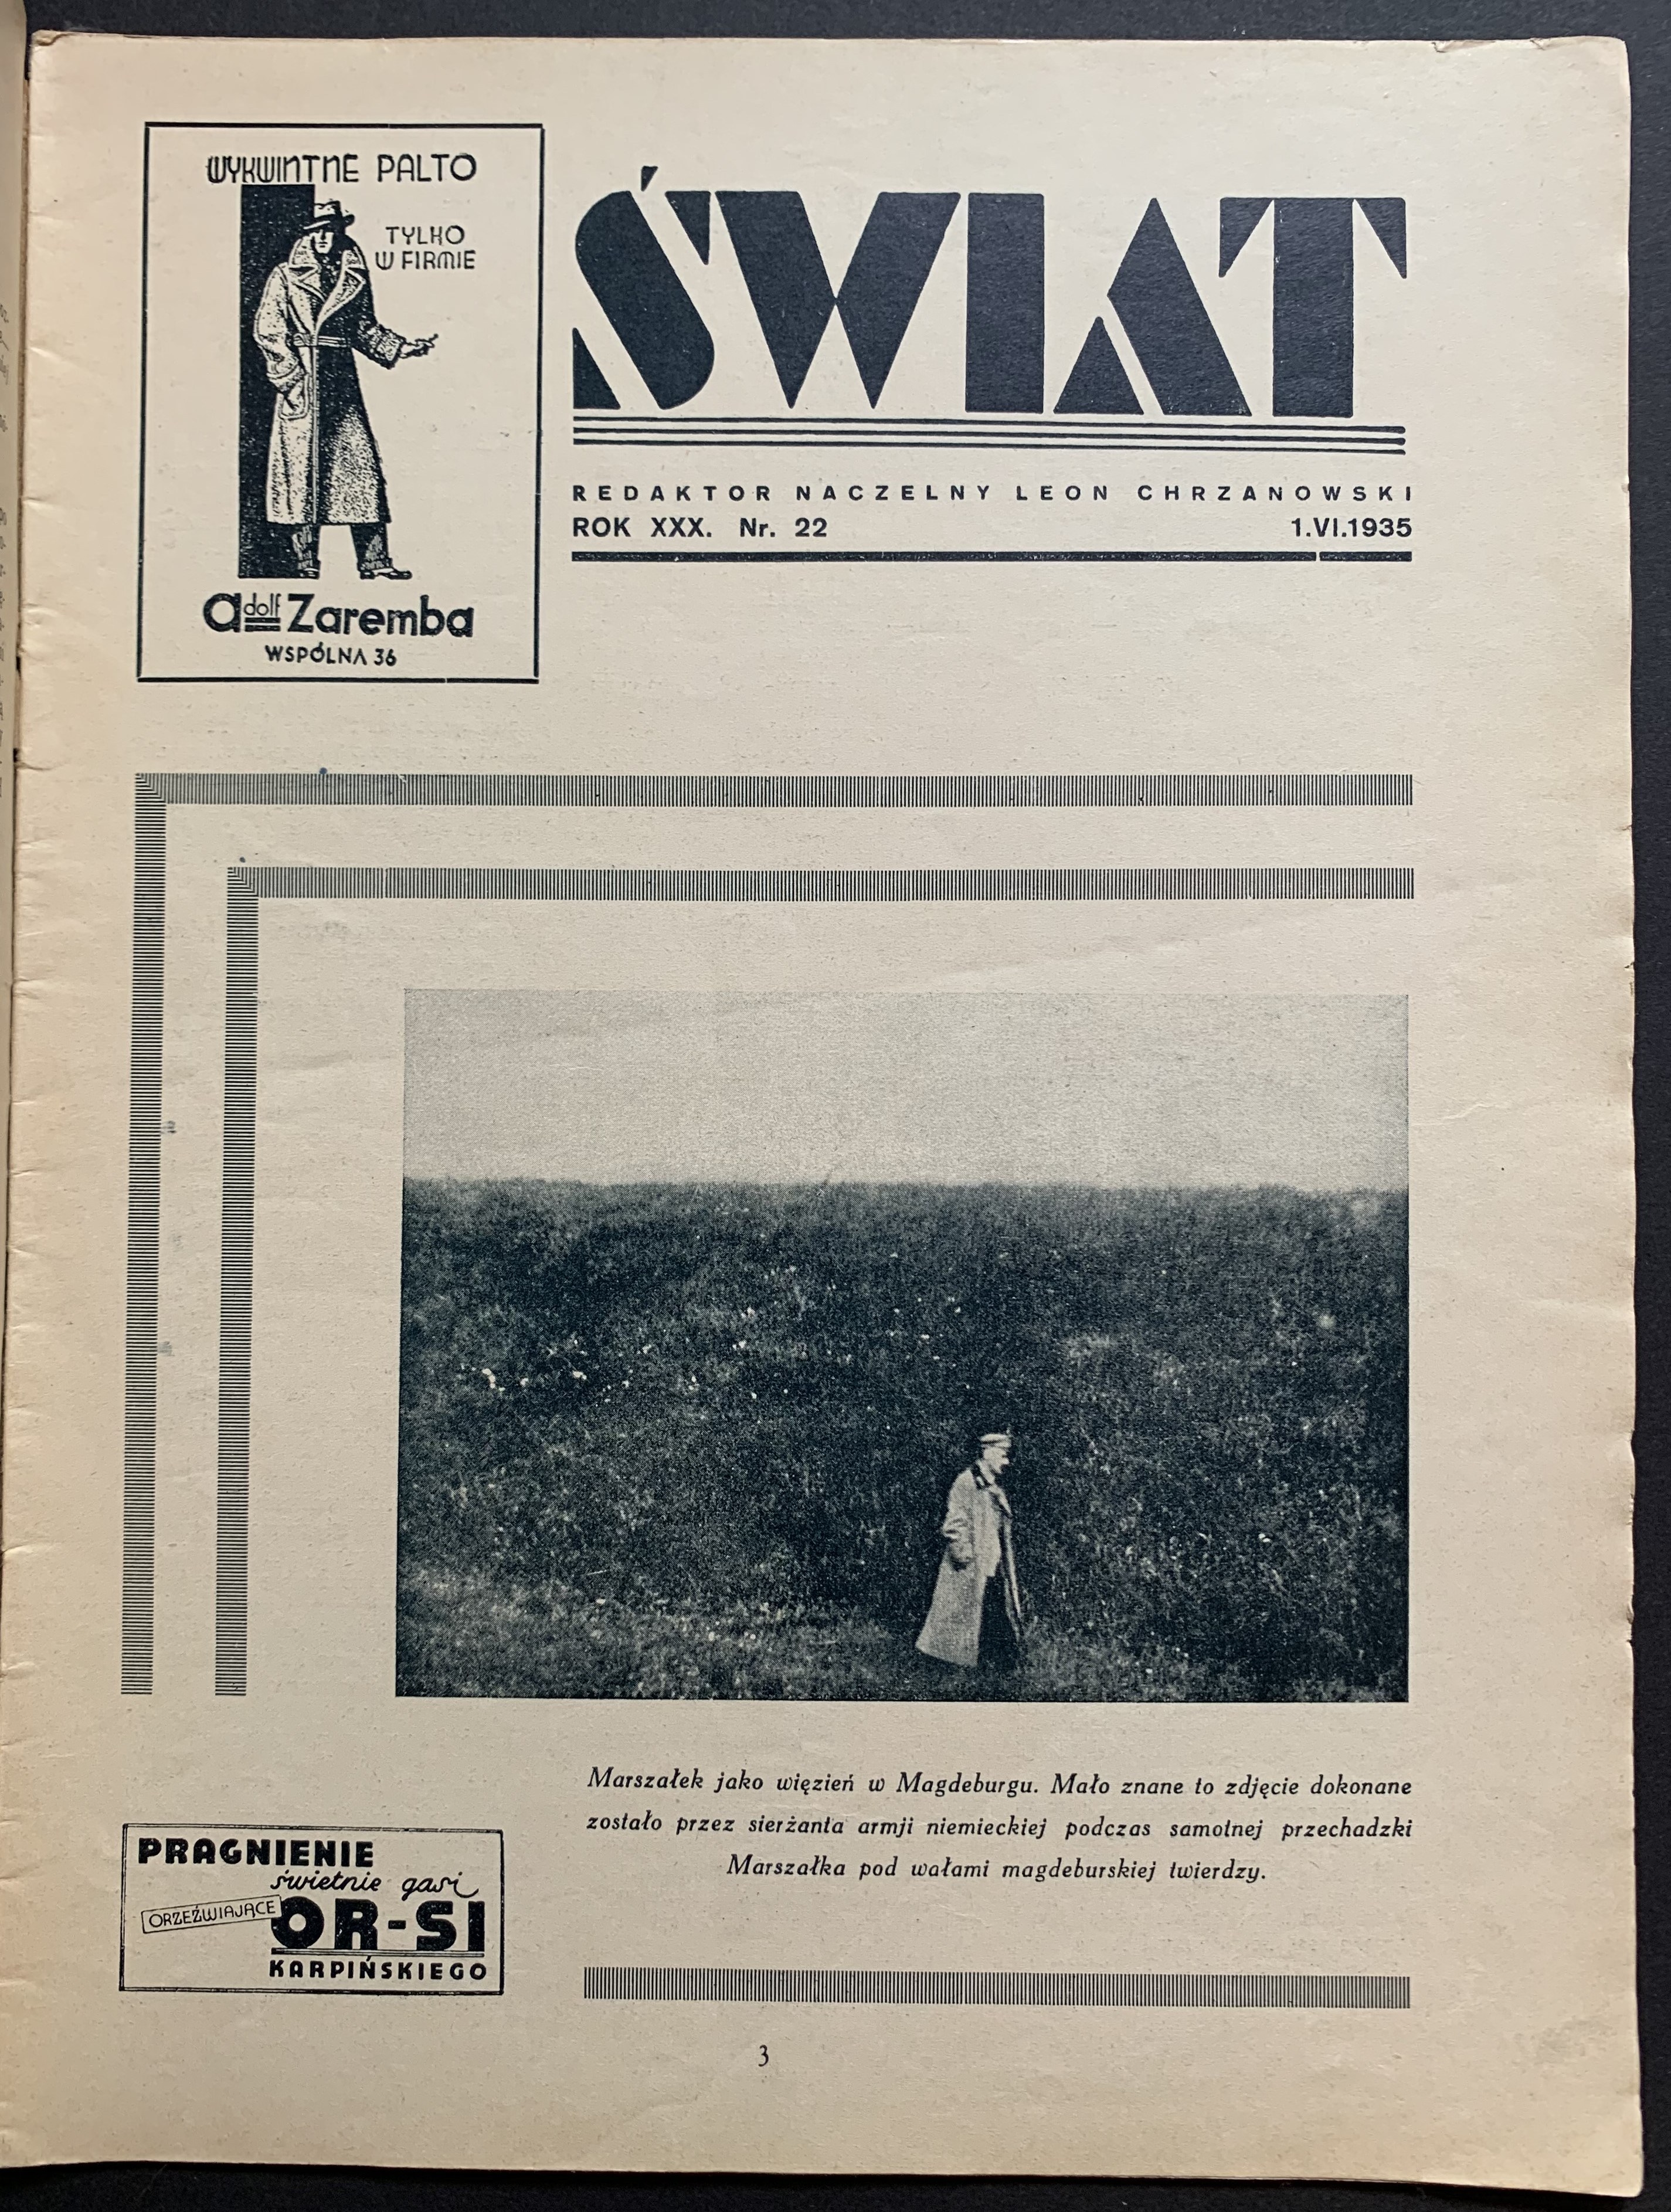 WYKWINTNE PALTO
TYLKO
W FIRMIE
adolf Zaremba
WSPÓLNA 36
ŚWIAT
REDAKTOR NACZELNY LEON CHRZANOWSKI
ROK XXX. Nr. 22 1.VI.1935
Marszałek jako więzień w Magdeburgu. Mało znane to zdjęcie dokonane
zostało przez sierżanta armji niemieckiej podczas samotnej przechadzki
Marszałka pod wałami magdeburskiej twierdzy.
PRAGNIENIE
świetnie gasi
ORZEŹWIAJĄCE
OR-SI
KARPIŃSKIEGO
3